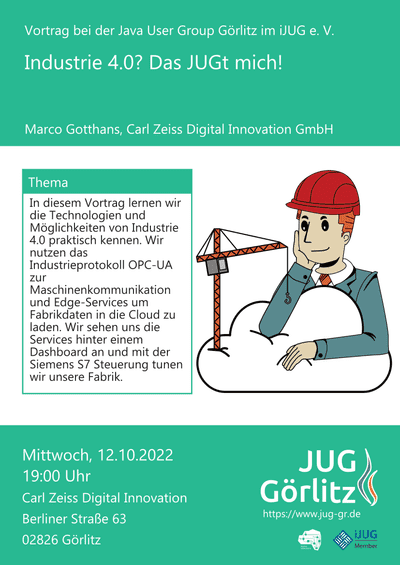 Vortrag bei der Java User Group Görlitz im iJUG e. V.
Industrie 4.0? Das JUGt mich!
Marco Gotthans, Carl Zeiss Digital Innovation GmbH
Thema
In diesem Vortrag lernen wir
die Technologien und
Möglichkeiten von Industrie
4.0 praktisch kennen. Wir
nutzen das
Industrieprotokoll OPC-UA
zur
Maschinenkommunikation
und Edge-Services um
Fabrikdaten in die Cloud zu
laden. Wir sehen uns die
Services hinter einem
Dashboard an und mit der
Siemens S7 Steuerung tunen
wir unsere Fabrik.
Mittwoch, 12.10.2022
19:00 Uhr
Carl Zeiss Digital Innovation
Berliner Straße 63
02826 Görlitz
JUG
Görlitz
https://www.jug-gr.de
iJUG
Member